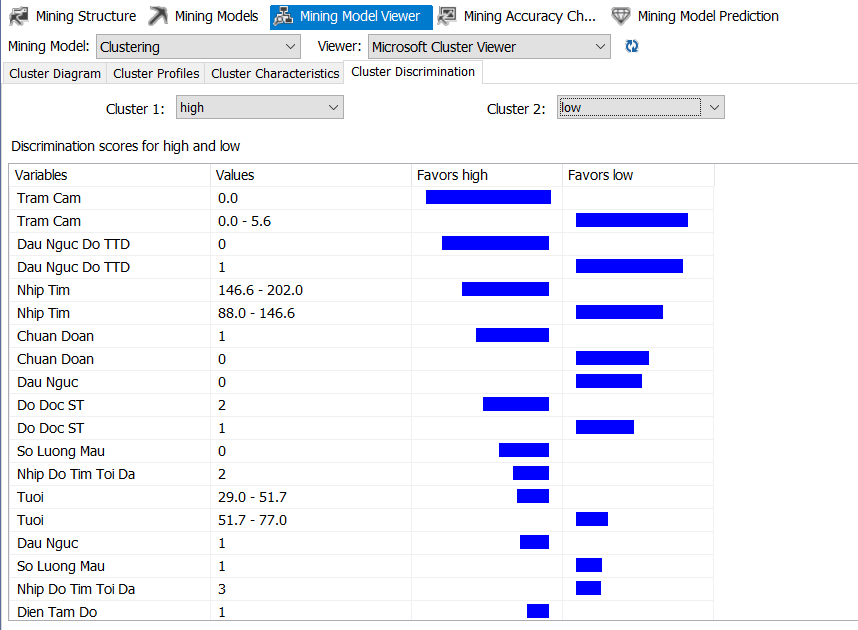 Mining Structure Mining Models Mining Model Viewer Mining Accuracy Ch... Mining Model Prediction
Mining Model: Clustering Viewer: Microsoft Cluster Viewer
Cluster Diagram Cluster Profiles Cluster Characteristics Cluster Discrimination
Cluster 1: high Cluster 2: low
Discrimination scores for high and low
Variables Values Favors high Favors low
Tram Cam 0.0
Tram Cam 0.0 - 5.6
Dau Nguc Do TTD 0
Dau Nguc Do TTD 1
Nhip Tim 146.6 - 202.0
Nhip Tim 88.0 - 146.6
Chuan Doan 1
Chuan Doan 0
Dau Nguc 0
Do Doc ST 2
Do Doc ST 1
So Luong Mau 0
Nhip Do Tim Toi Da 2
Tuoi 29.0 - 51.7
Tuoi 51.7 - 77.0
Dau Nguc 1
So Luong Mau 1
Nhip Do Tim Toi Da 3
Dien Tam Do 1